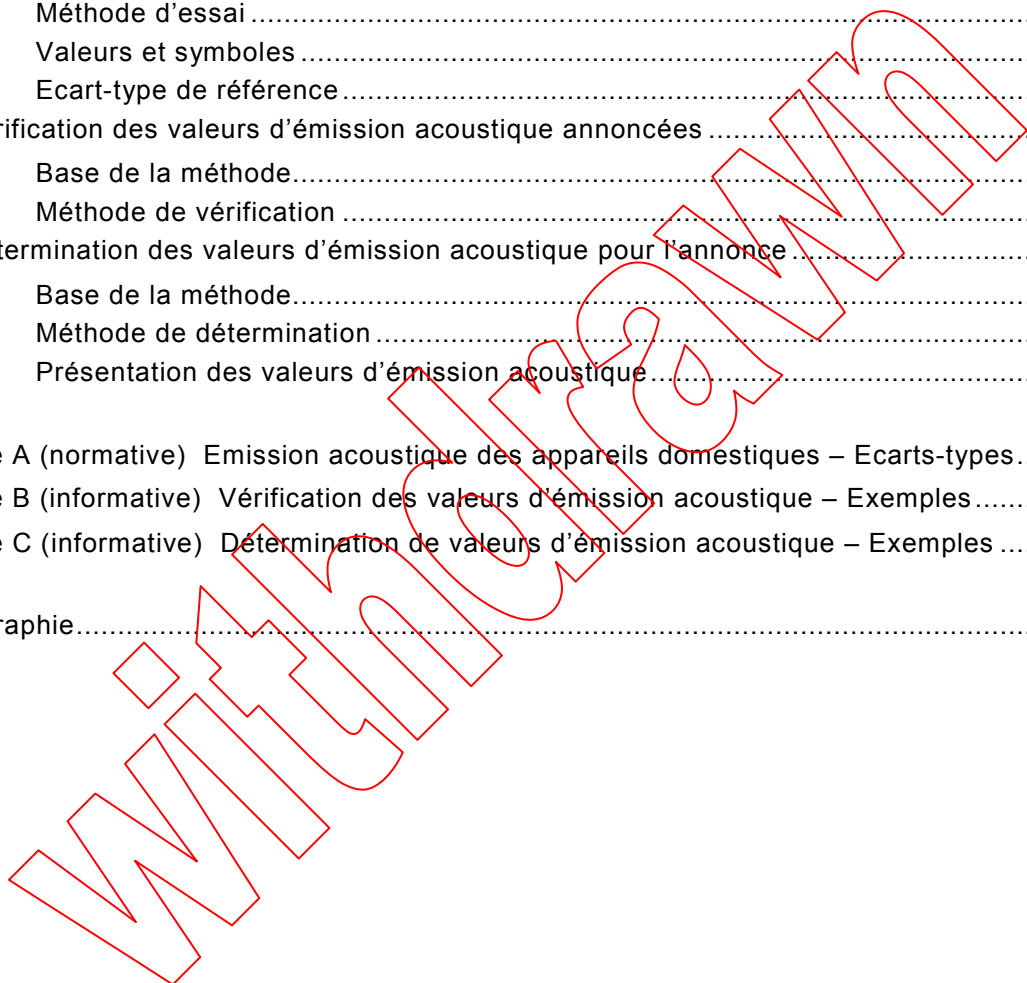 Méthode d'essai
Valeurs et symboles
Ecart-type de référence
rification des valeurs d'émission acoustique annoncées
Base de la méthode
Méthode de vérification
termination des valeurs d'émission acoustique pour l'annonce
Base de la méthode
Méthode de détermination
Présentation des valeurs d'émission acoustique
e A (normative) Emission acoustique des appareils domestiques – Ecarts-types
e B (informative) Vérification des valeurs d'émission acoustique – Exemples
e C (informative) Détermination de valeurs d'émission acoustique – Exemples
raphie
withdrawn